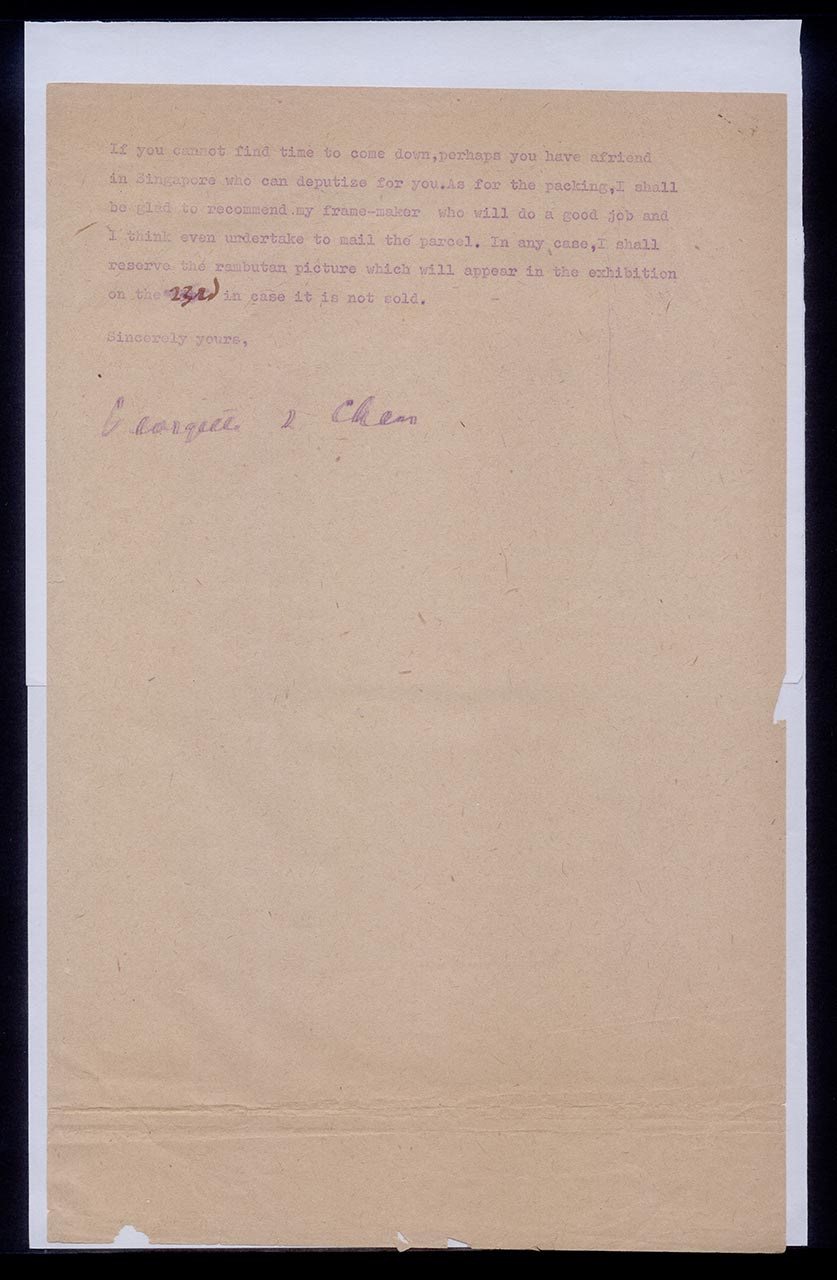 If you cannot find time to come down,perhaps you have afriend
in Singapore who can deputize for you.As for the packing,I shall
be glad to recommend.my frame-maker who will do a good job and
I think even undertake to mail the parcel. In any case,I shall
reserve the rambutan picture which will appear in the exhibition
on the 23rd in case it is not sold.
Sincerely yours,
Georgette Chen